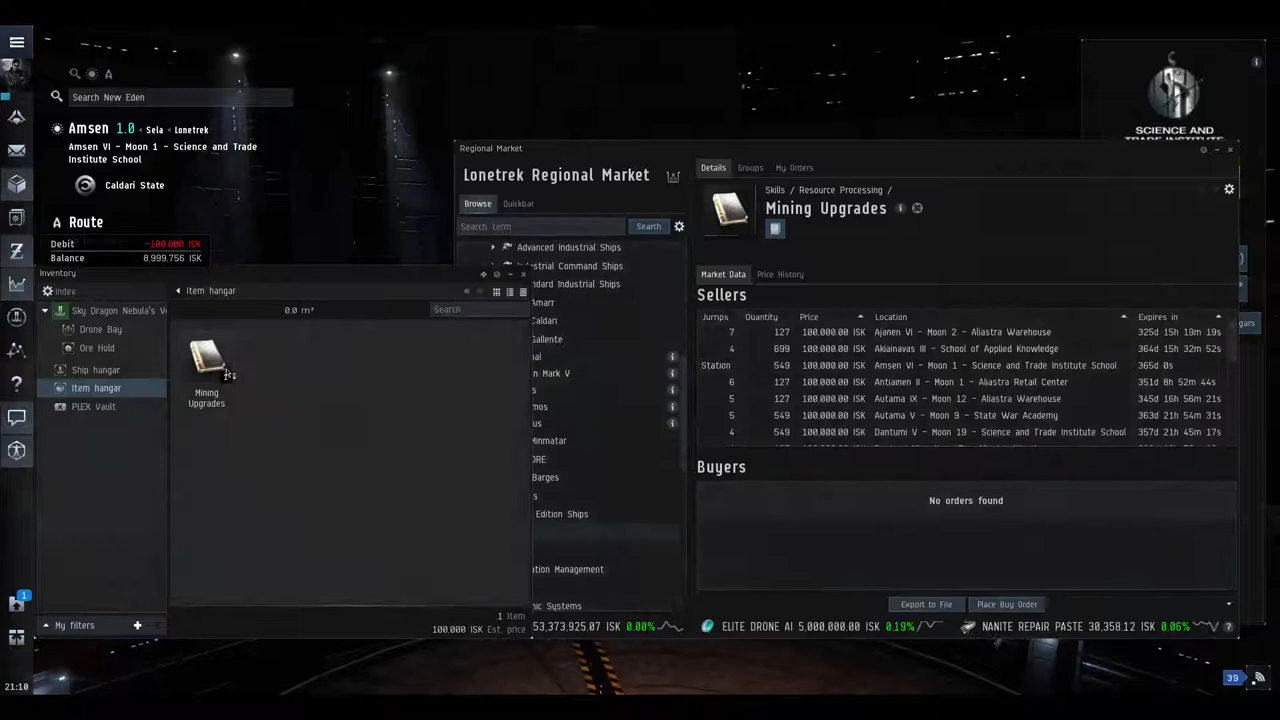 Search New Eden
Amsen 1.0 ‹ Sela ‹ Lonetrek
Amsen VI - Moon 1 - Science and Trade
Institute School
Caldari State
Route
Debit -100,000 ISK
Balance 8,999,756 ISK
SCIENCE AND
TRADE INSTITUTE
Inventory
Index
Sky Dragon Nebula's V
Drone Bay
Ore Hold
Ship hangar
Item hangar
PLEX Vault
My filters
Item hangar
0.0 m³
Search
Mining
Upgrades
1 Item
100,000 ISK Est. price
Regional Market
Lonetrek Regional Market
Browse Quickbar
Search term Search
Advanced Industrial Ships
ndustrial Command Ships
ndard Industrial Ships
Amarr
Caldari
Gallente
al
n Mark V
s
mos
us
Minmatar
ORE
Barges
s
Edition Ships
tion Management
nic Systems
Details Groups My Orders
Skills / Resource Processing /
Mining Upgrades
Market Data Price History
Sellers
Jumps Quantity Price Location Expires in
7 127 100,000.00 ISK Ajanen VI - Moon 2 - Aliastra Warehouse 325d 15h 19m 19s
4 699 100,000.00 ISK Akiainavas III - School of Applied Knowledge 364d 15h 32m 52s
Station 549 100,000.00 ISK Amsen VI - Moon 1 - Science and Trade Institute School 365d 0s
6 127 100,000.00 ISK Antiainen II - Moon 1 - Aliastra Retail Center 351d 8h 52m 44s
5 127 100,000.00 ISK Autama IX - Moon 12 - Aliastra Warehouse 345d 16h 56m 21s
5 549 100,000.00 ISK Autama V - Moon 9 - State War Academy 363d 21h 54m 31s
4 549 100,000.00 ISK Dantumi V - Moon 19 - Science and Trade Institute School 357d 21h 45m 17s
Buyers
No orders found
Export to File Place Buy Order
53,373,925.07 ISK 0.00% ELITE DRONE AI 5,000,000.00 ISK 0.19% NANITE REPAIR PASTE 30,358.12 ISK 0.06%
gars
1
21:10
39